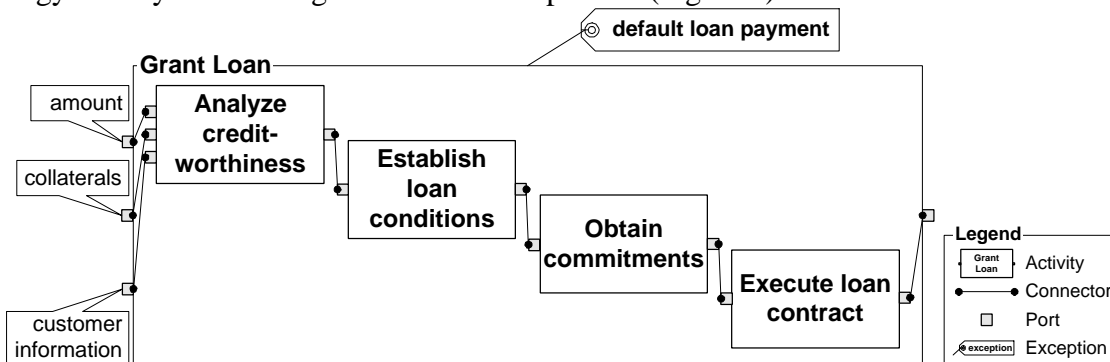 default loan payment
Grant Loan
amount
collaterals
customer
information
Analyze
credit-
worthiness
Establish
loan
conditions
Obtain
commitments
Execute loan
contract
Legend
Grant
Loan
Activity
Connector
Port
exception
Exception